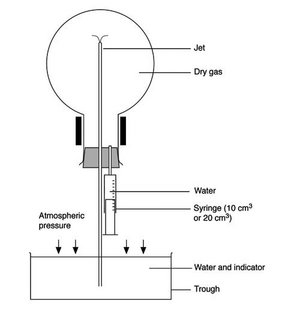 Jet
Dry gas
Water
Syringe (10 cm³
or 20 cm³)
Atmospheric
pressure
Water and indicator
Trough